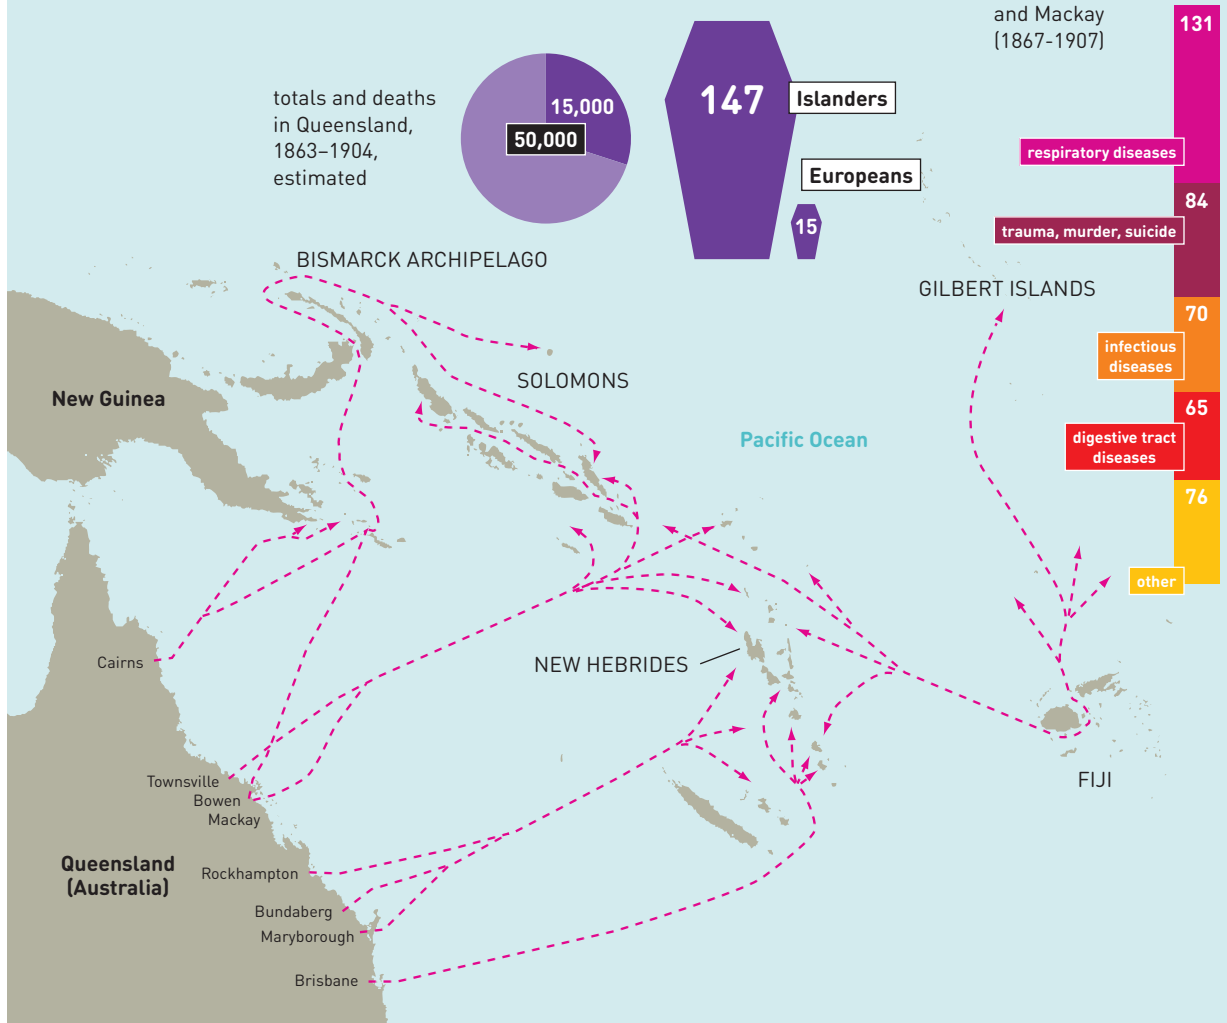 and Mackay
(1867-1907)
131
respiratory diseases
84
trauma, murder, suicide
70
infectious
diseases
65
digestive tract
diseases
76
other
totals and deaths
in Queensland,
1863–1904,
estimated
15,000
50,000
147
Islanders
Europeans
15
BISMARCK ARCHIPELAGO
GILBERT ISLANDS
SOLOMONS
New Guinea
Pacific Ocean
NEW HEBRIDES
FIJI
Cairns
Townsville
Bowen
Mackay
Queensland
(Australia)
Rockhampton
Bundaberg
Maryborough
Brisbane